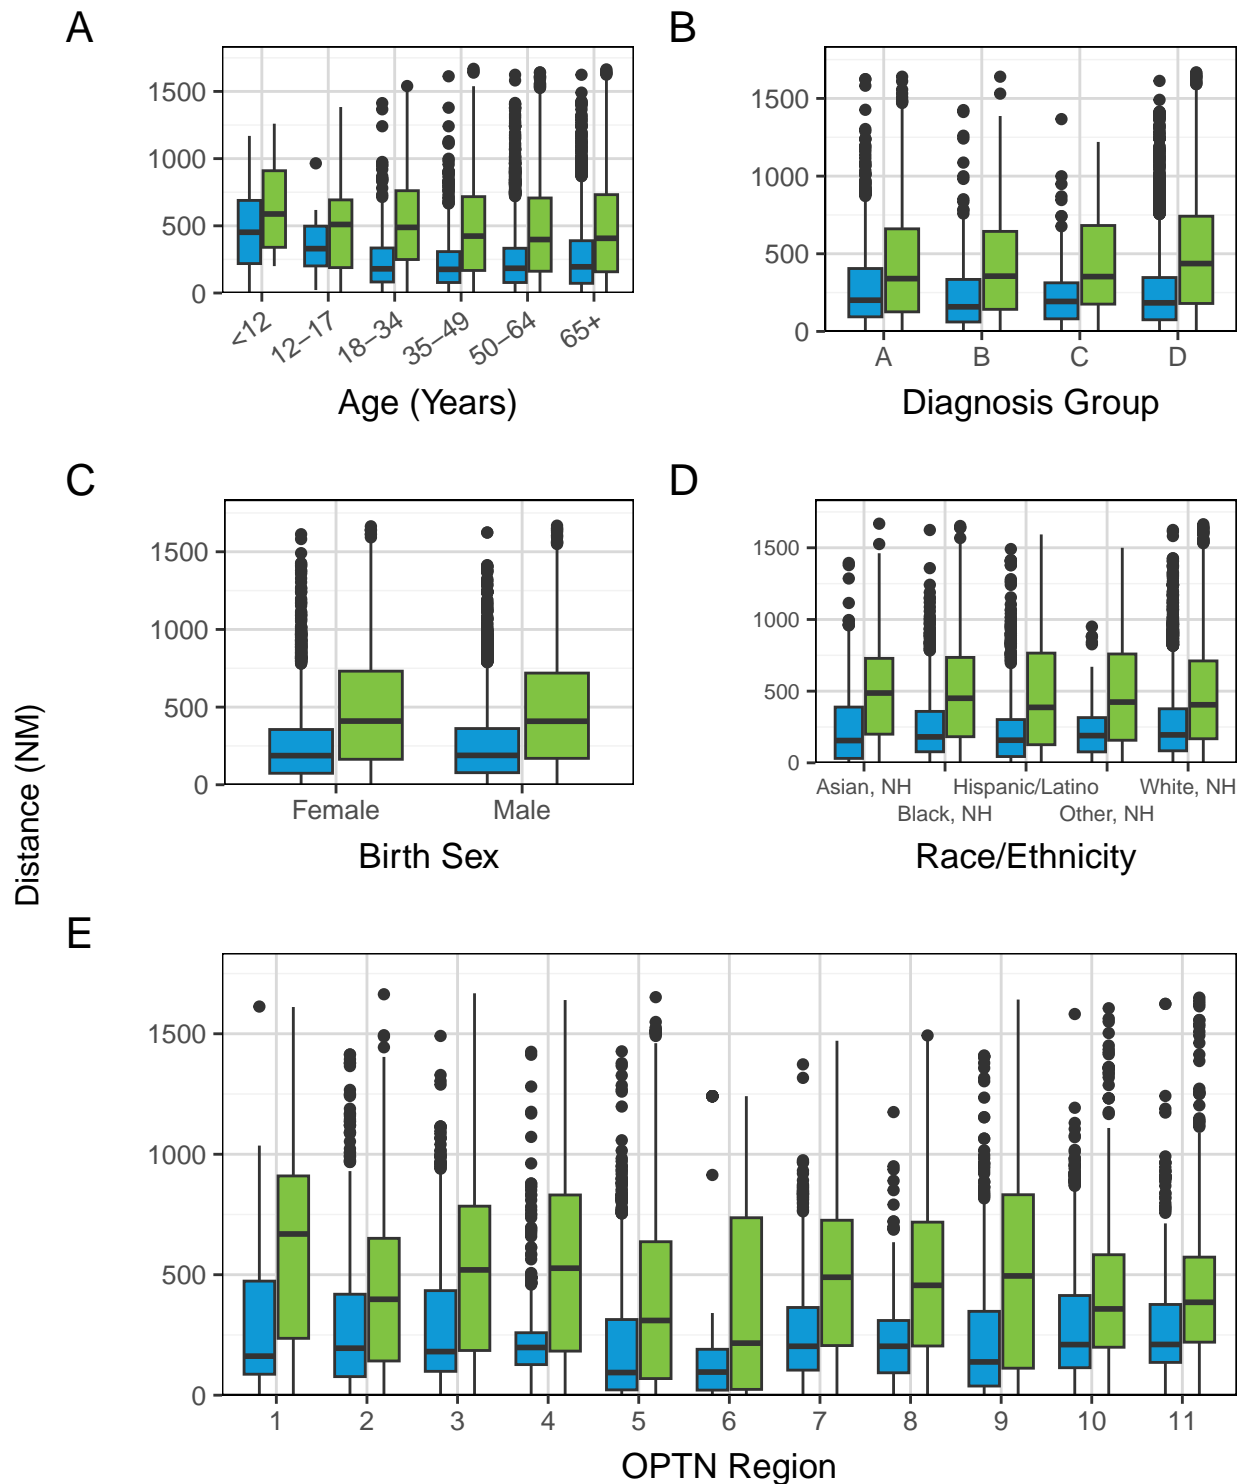 A
1500
1000
500
0
<12
12–17
18–34
35–49
50–64
65+
Age (Years)
B
1500
1000
500
0
A
B
C
D
Diagnosis Group
C
1500
1000
500
0
Female
Male
Birth Sex
D
1500
1000
500
0
Asian, NH
Black, NH
Hispanic/Latino
Other, NH
White, NH
Race/Ethnicity
Distance (NM)
E
1500
1000
500
0
1 2 3 4 5 6 7 8 9 10 11
OPTN Region